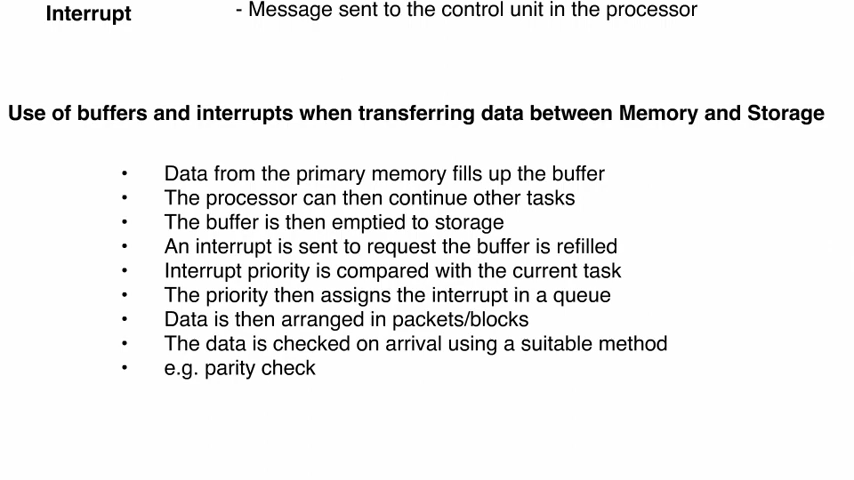 Interrupt - Message sent to the control unit in the processor
Use of buffers and interrupts when transferring data between Memory and Storage
• Data from the primary memory fills up the buffer
• The processor can then continue other tasks
• The buffer is then emptied to storage
• An interrupt is sent to request the buffer is refilled
• Interrupt priority is compared with the current task
• The priority then assigns the interrupt in a queue
• Data is then arranged in packets/blocks
• The data is checked on arrival using a suitable method
• e.g. parity check